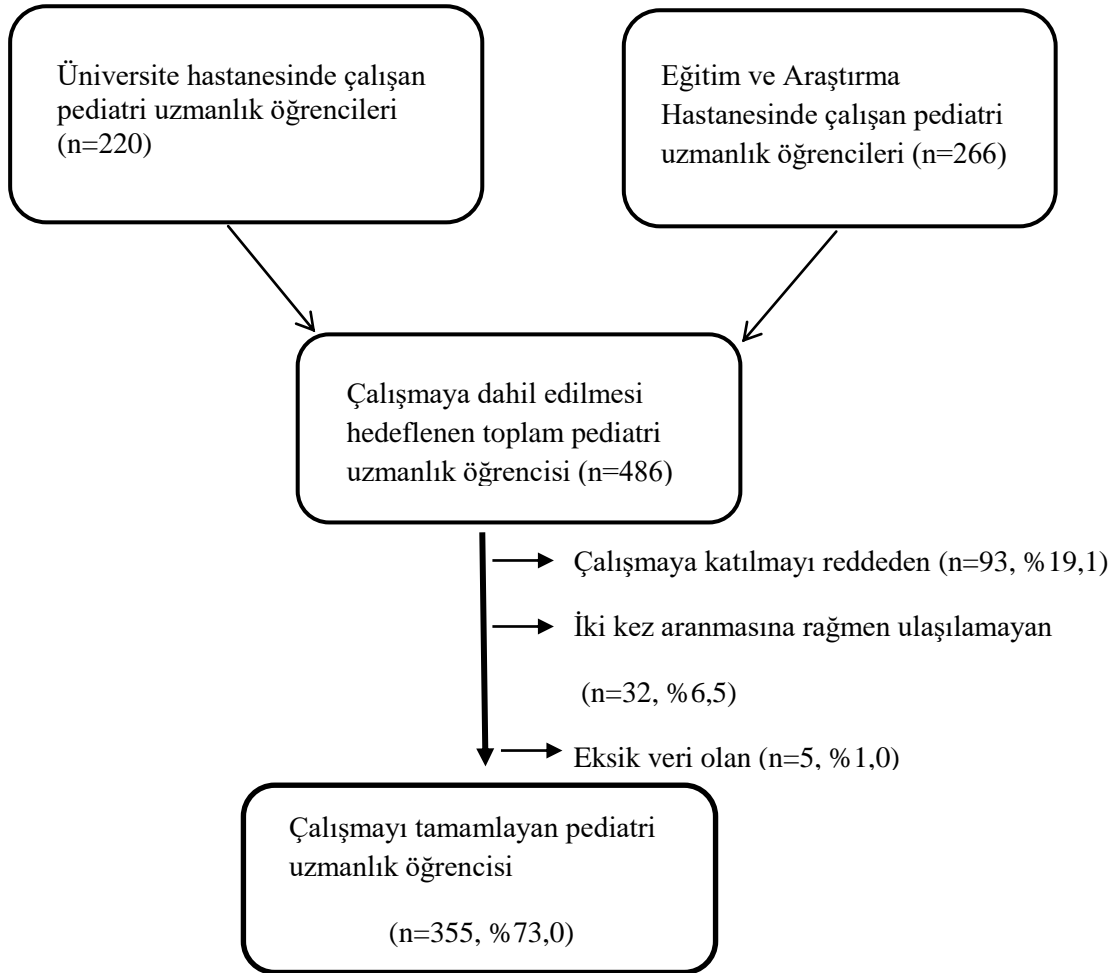 Üniversite hastanesinde çalışan
pediatri uzmanlık öğrencileri
(n=220)
Eğitim ve Araştırma
Hastanesinde çalışan pediatri
uzmanlık öğrencileri (n=266)
Çalışmaya dahil edilmesi
hedeflenen toplam pediatri
uzmanlık öğrencisi (n=486)
Çalışmaya katılmayı reddeden (n=93, %19,1)
İki kez aranmasına rağmen ulaşılamayan
(n=32, %6,5)
Eksik veri olan (n=5, %1,0)
Çalışmayı tamamlayan pediatri
uzmanlık öğrencisi
(n=355, %73,0)